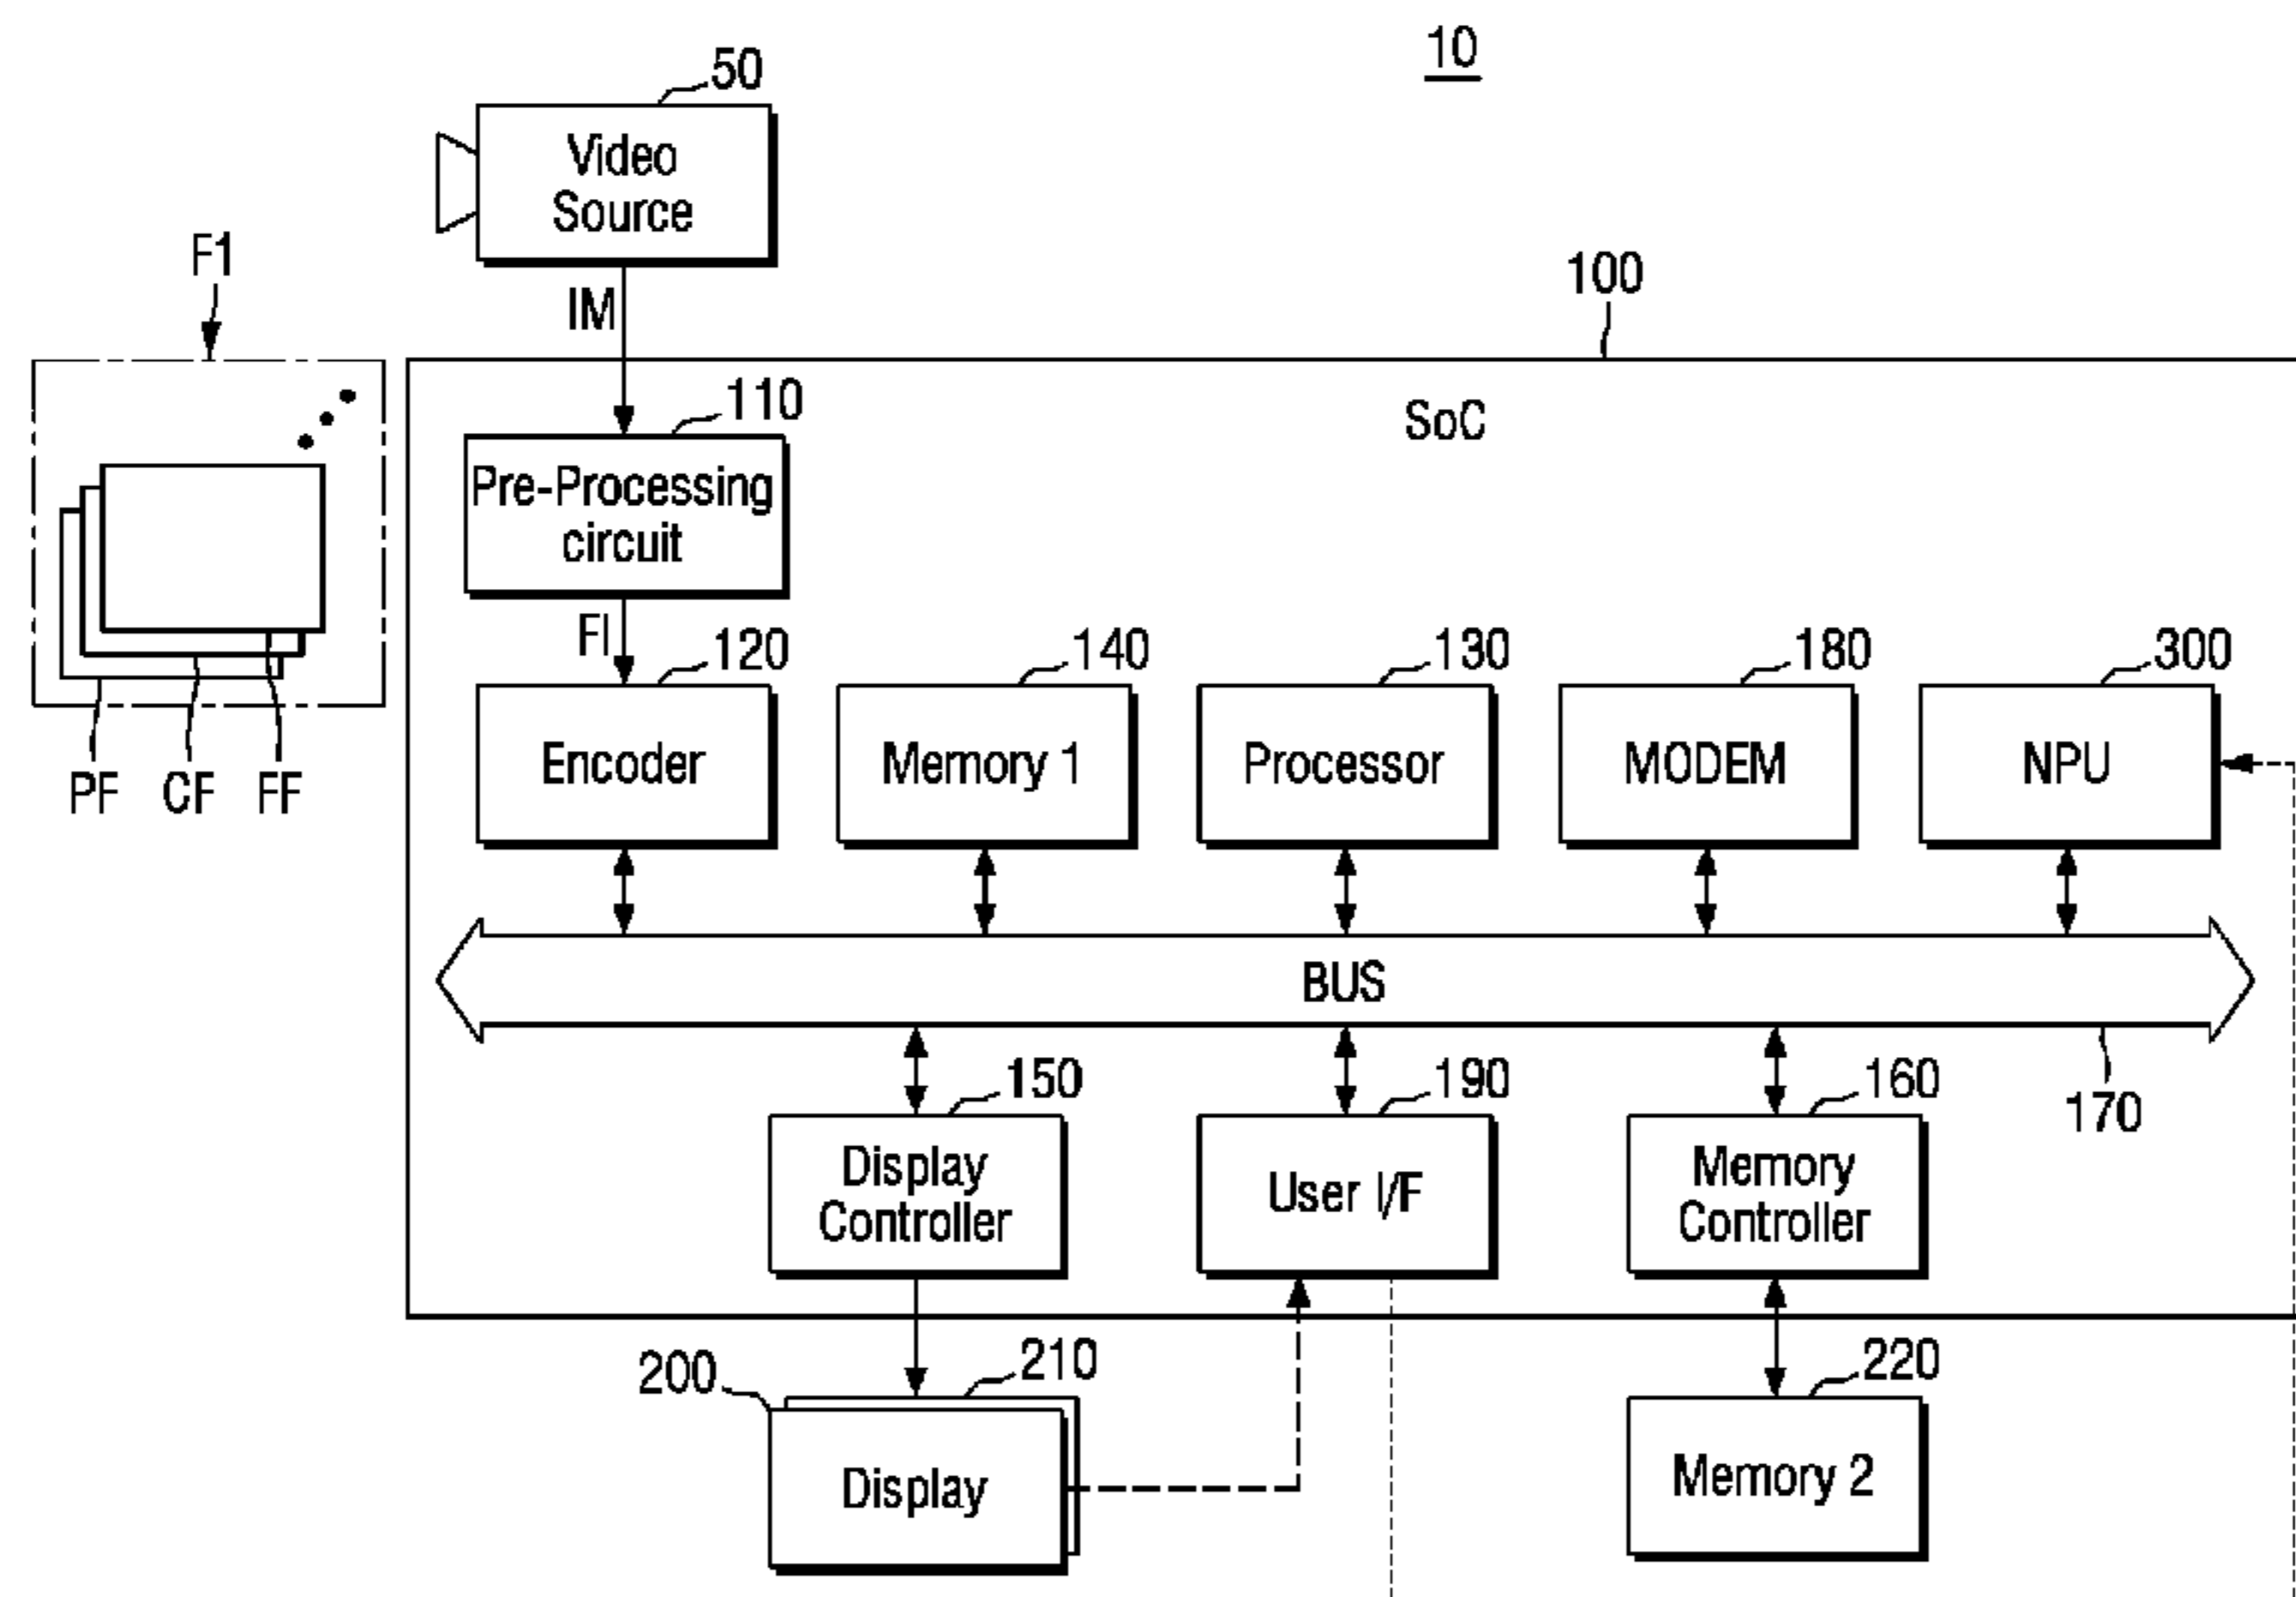 10
50
Video
Source
F1
IM
100
110
SoC
Pre-Processing
circuit
FI
120
140
130
180
300
Encoder
Memory 1
Processor
MODEM
NPU
PF
CF
FF
BUS
150
190
160
170
Display
Controller
User I/F
Memory
Controller
200
210
220
Display
Memory 2